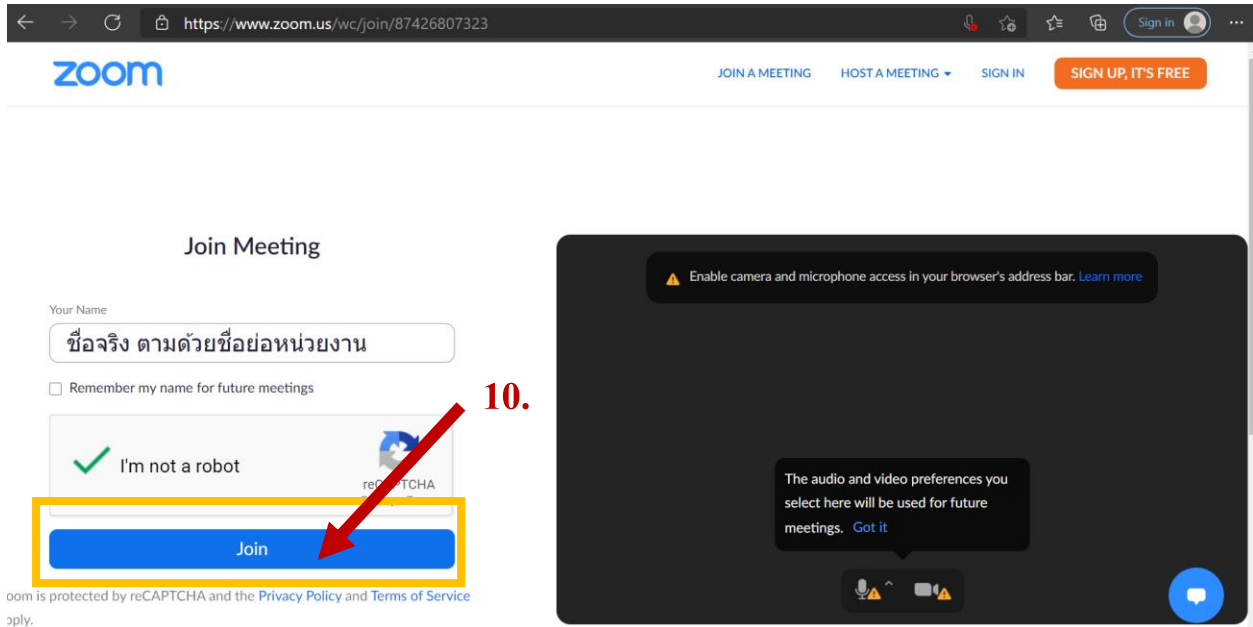 https://www.zoom.us/wc/join/87426807323
Sign in
zoom
JOIN A MEETING
HOST A MEETING
SIGN IN
SIGN UP, IT'S FREE
Join Meeting
Your Name
ชื่อจริง ตามด้วยชื่อย่อหน่วยงาน
Remember my name for future meetings
10.
I'm not a robot
Join
oom is protected by reCAPTCHA and the Privacy Policy and Terms of Service
pply.
Enable camera and microphone access in your browser's address bar. Learn more
The audio and video preferences you
select here will be used for future
meetings. Got it